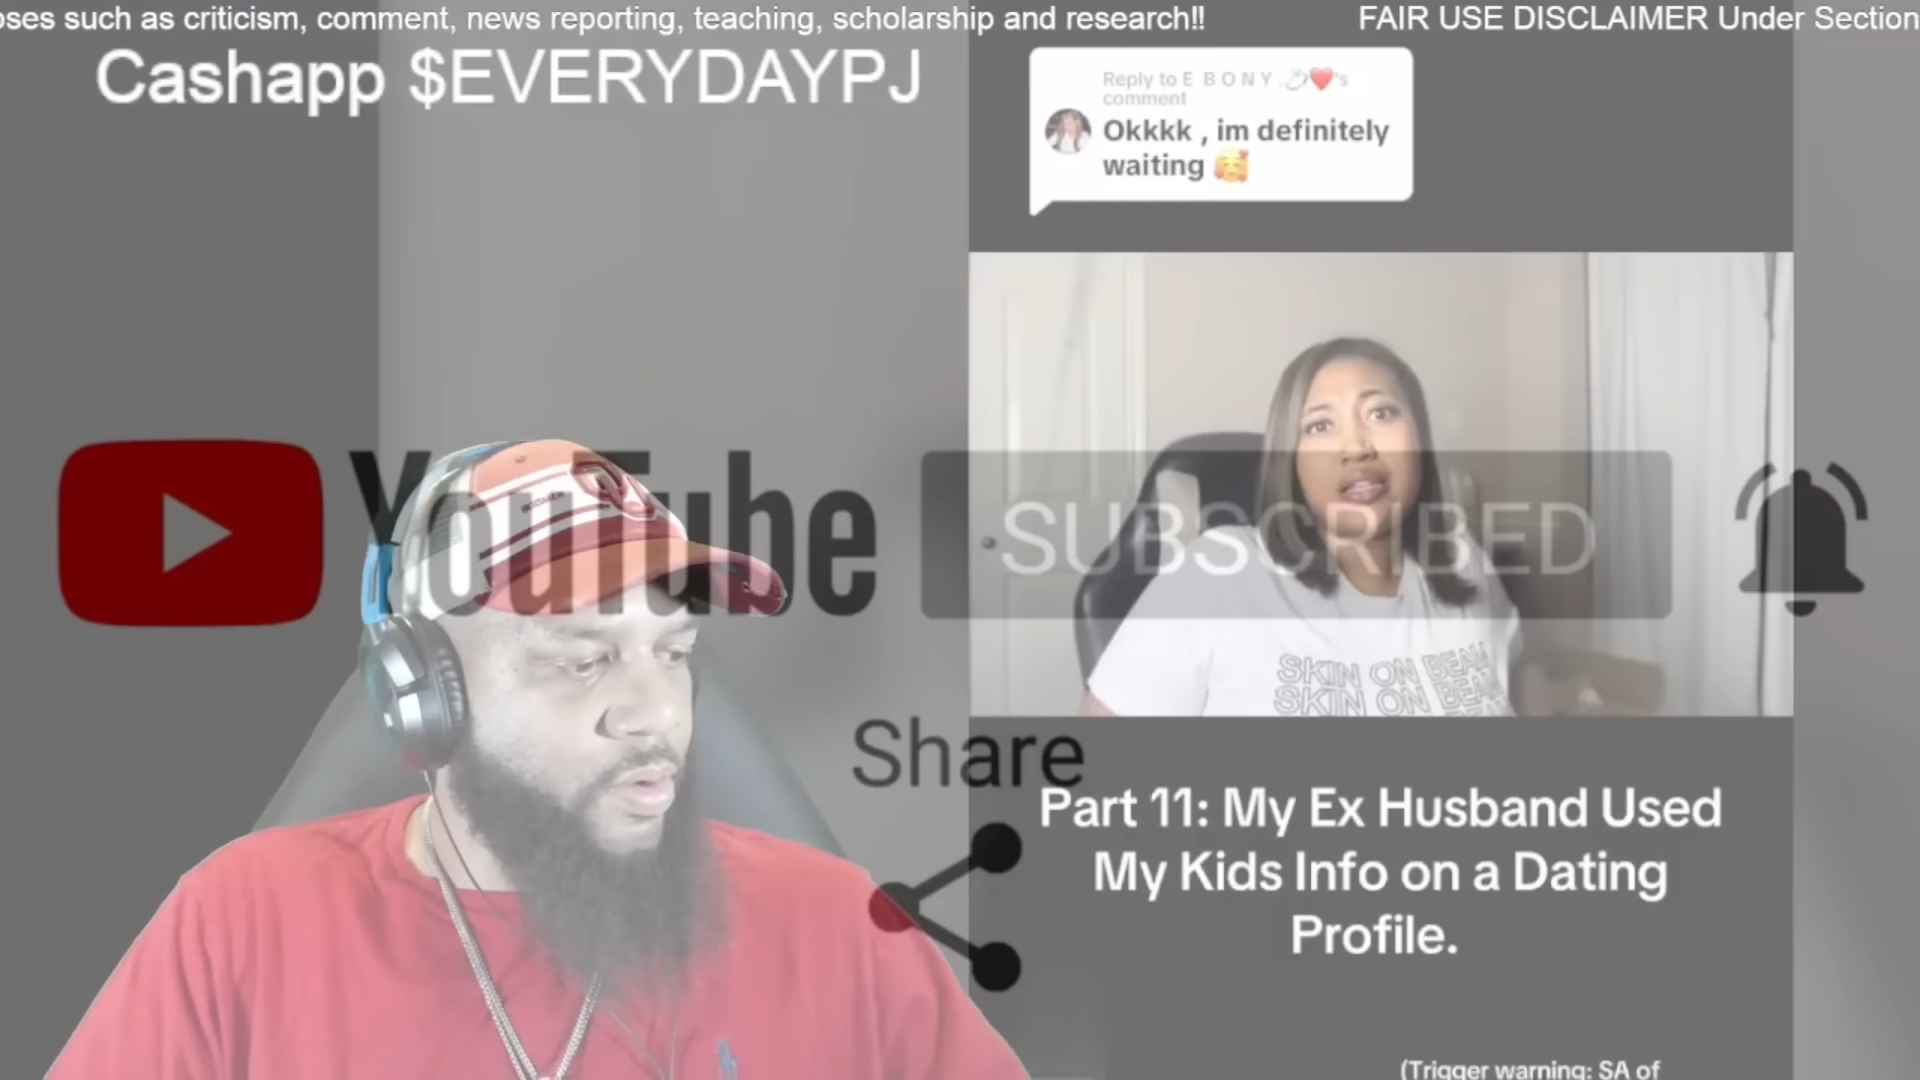 oses such as criticism, comment, news reporting, teaching, scholarship and research!! FAIR USE DISCLAIMER Under Section
Cashapp $EVERYDAYPJ
Reply to E B O N Y .💍❤️'s
comment
Okkkk , im definitely
waiting 🥰
YouTube
SUBSCRIBED
BOOMER
SKIN ON BEAM
SKIN ON BEAM
Share
Part 11: My Ex Husband Used
My Kids Info on a Dating
Profile.
(Trigger warning: SA of